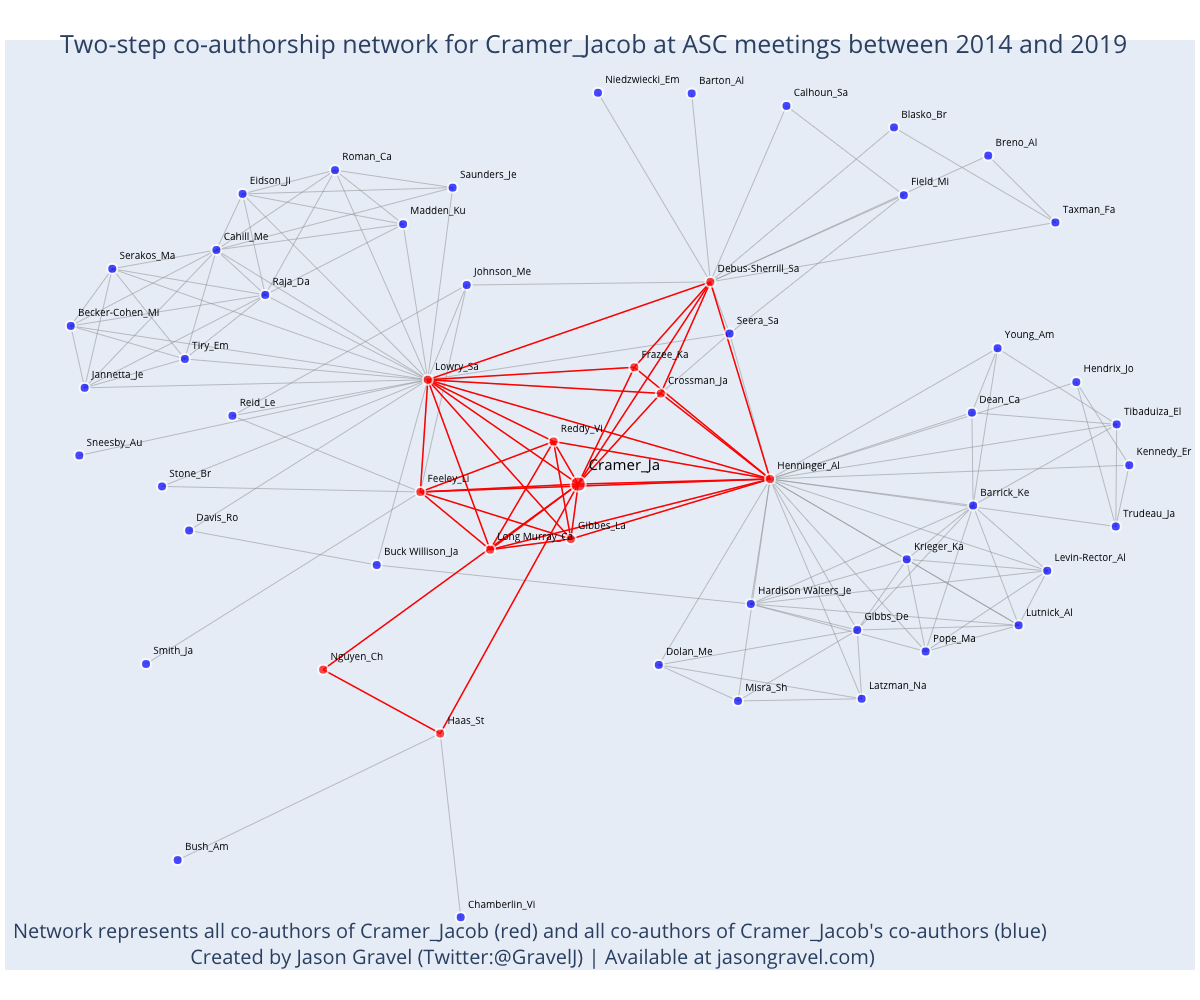 Two-step co-authorship network for Cramer_Jacob at ASC meetings between 2014 and 2019
Niedzwiecki_Em
Barton_Al
Calhoun_Sa
Blasko_Br
Breno_Al
Roman_Ca
Saunders_Je
Eidson_Ji
Field_Mi
Madden_Ku
Taxman_Fa
Cahill_Me
Serakos_Ma
Debus-Sherrill_Sa
Johnson_Me
Raja_Da
Becker-Cohen_Mi
Seera_Sa
Young_Am
Tiry_Em
Frazee_Ka
Lowry_Sa
Jannetta_Je
Crossman_Ja
Hendrix_Jo
Dean_Ca
Reid_Le
Tibaduiza_El
Reddy_Vi
Sneesby_Au
Kennedy_Er
Cramer_Ja
Henninger_Al
Stone_Br
Feeley_Li
Barrick_Ke
Trudeau_Ja
Davis_Ro
Gibbes_La
Long Murray_Ca
Buck Willison_Ja
Krieger_Ka
Levin-Rector_Al
Hardison Walters_Je
Gibbs_De
Lutnick_Al
Pope_Ma
Smith_Ja
Nguyen_Ch
Dolan_Me
Misra_Sh
Latzman_Na
Haas_St
Bush_Am
Chamberlin_Vi
Network represents all co-authors of Cramer_Jacob (red) and all co-authors of Cramer_Jacob's co-authors (blue)
Created by Jason Gravel (Twitter:@GravelJ) | Available at jasongravel.com)